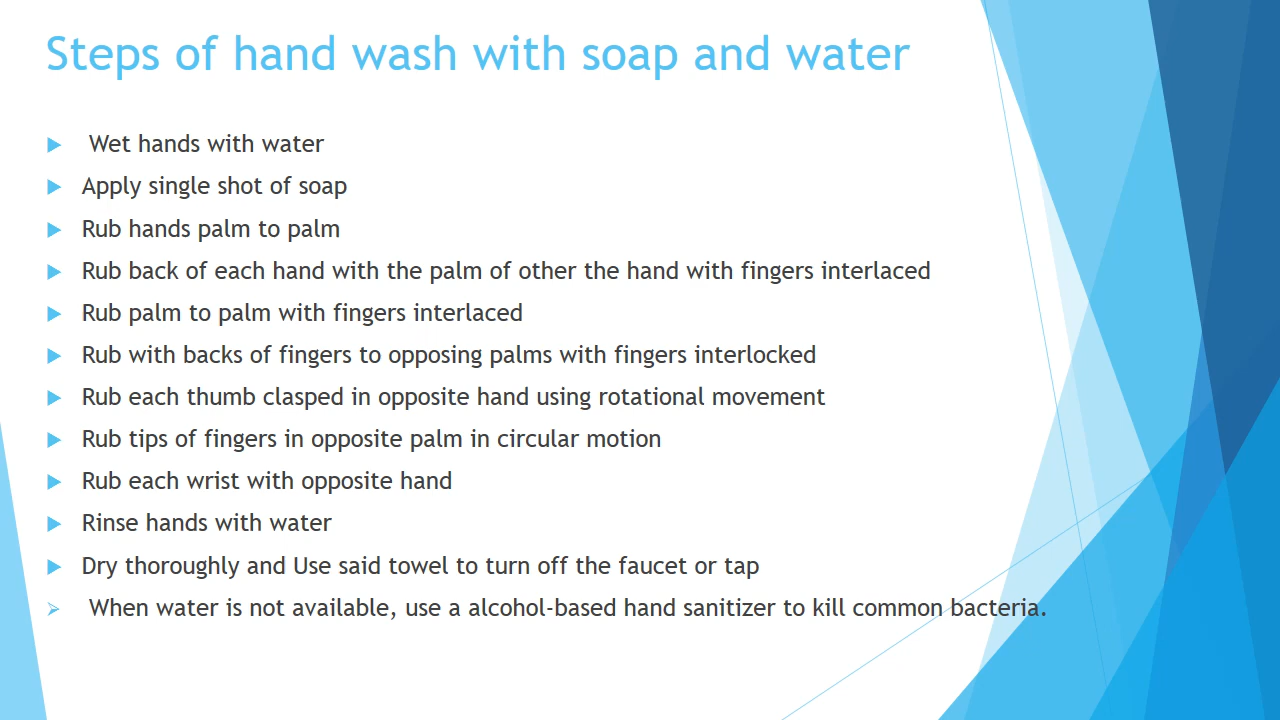 Steps of hand wash with soap and water
Wet hands with water
Apply single shot of soap
Rub hands palm to palm
Rub back of each hand with the palm of other the hand with fingers interlaced
Rub palm to palm with fingers interlaced
Rub with backs of fingers to opposing palms with fingers interlocked
Rub each thumb clasped in opposite hand using rotational movement
Rub tips of fingers in opposite palm in circular motion
Rub each wrist with opposite hand
Rinse hands with water
Dry thoroughly and Use said towel to turn off the faucet or tap
When water is not available, use a alcohol-based hand sanitizer to kill common bacteria.